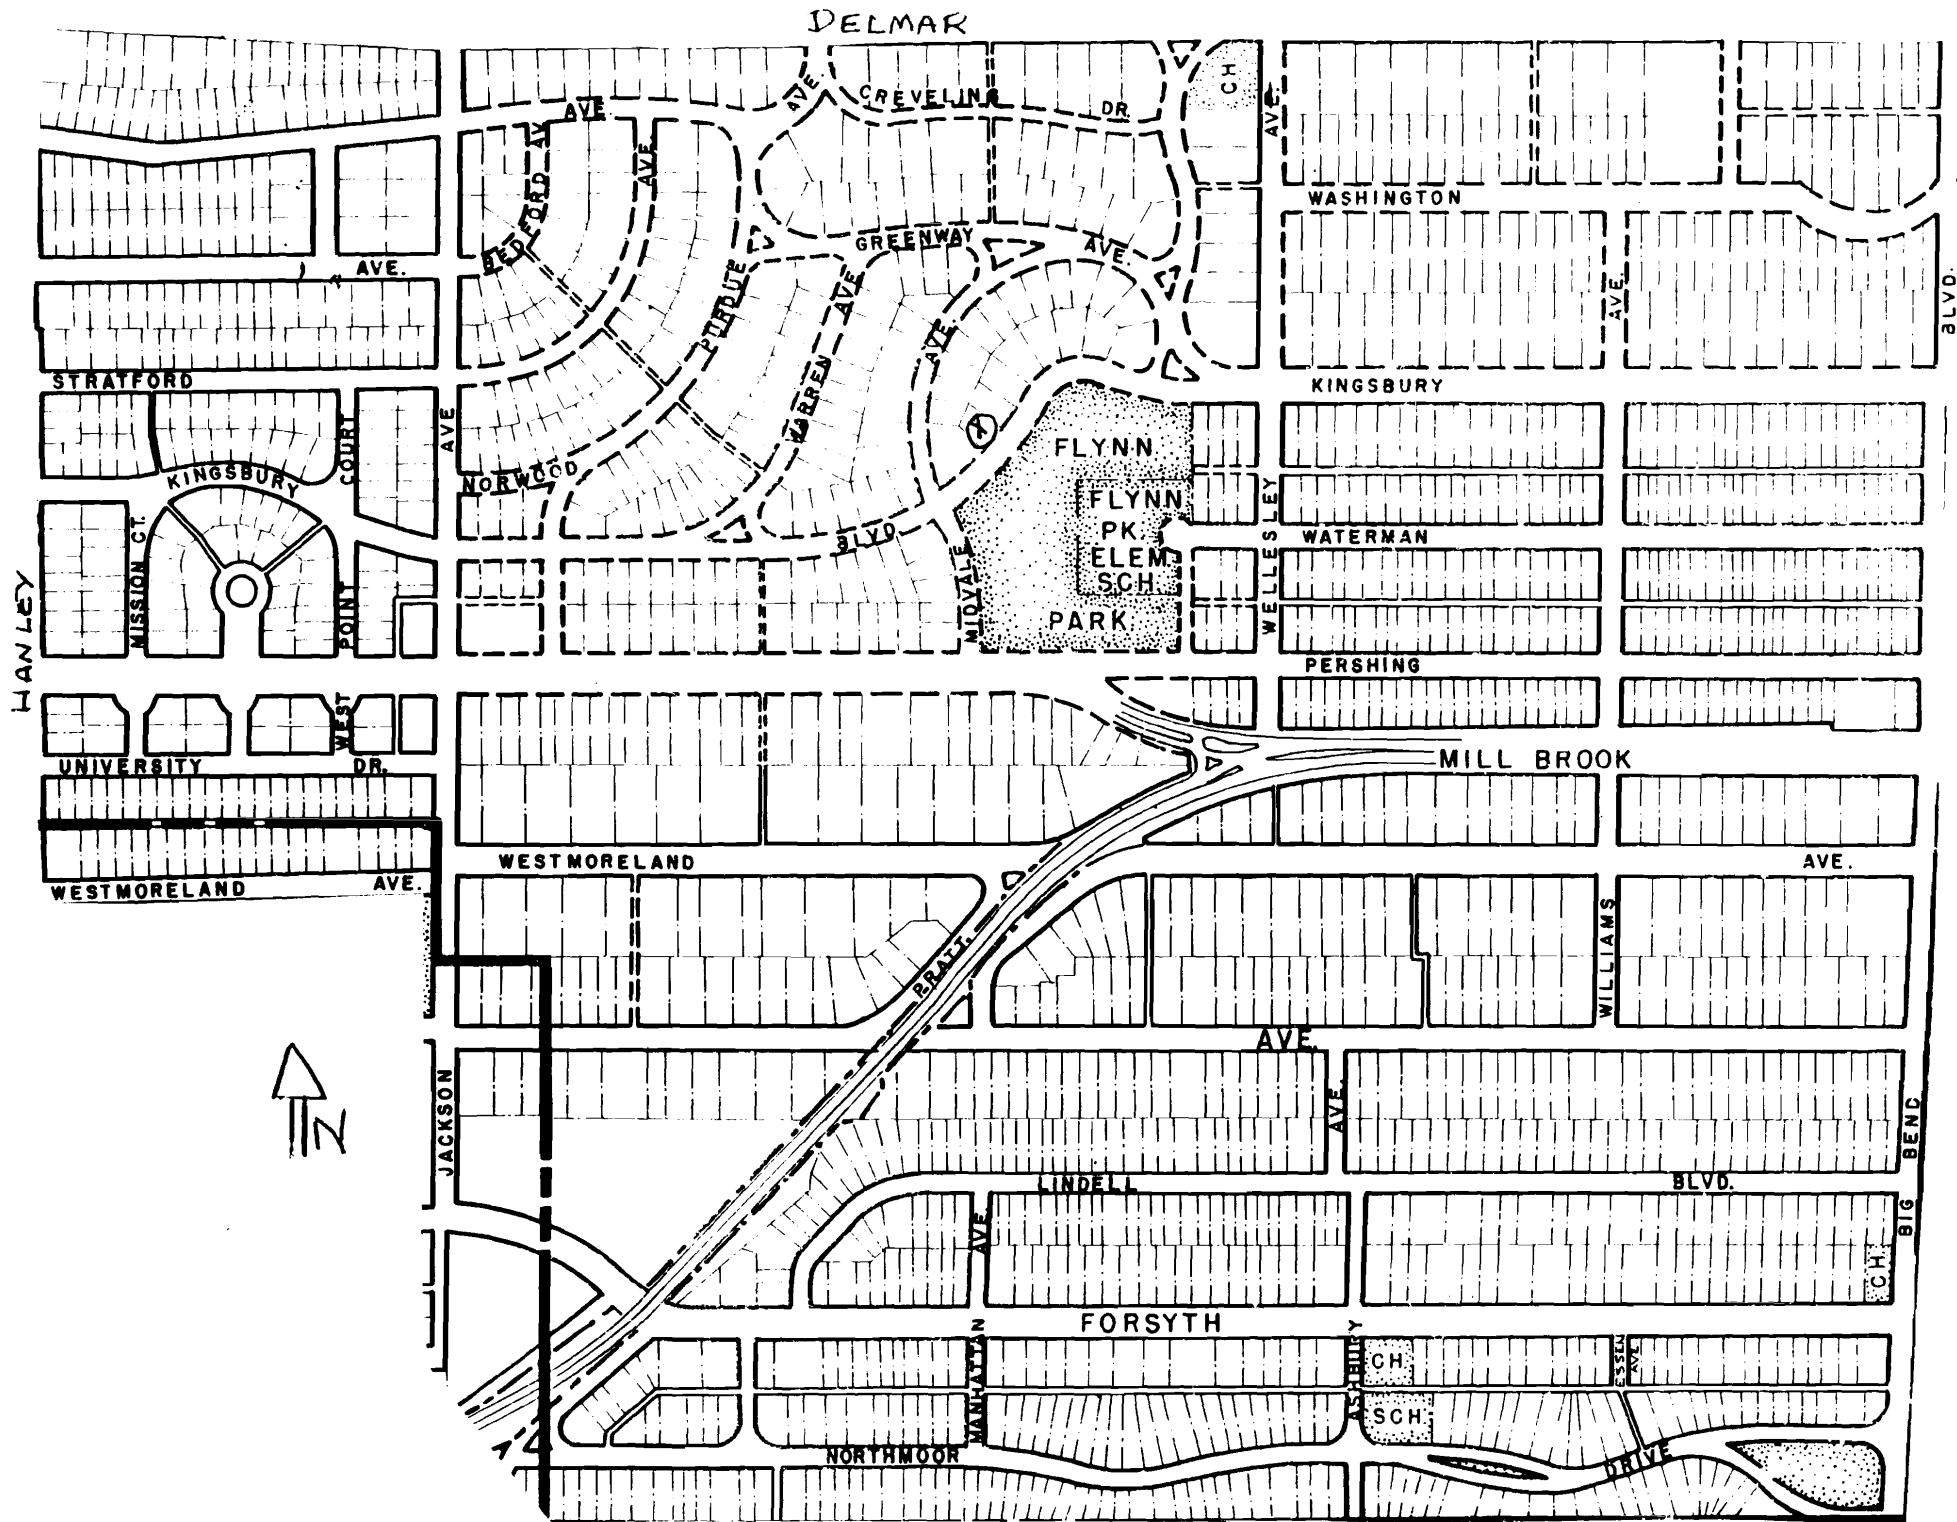 DELMAR
CH
AVE.
CREVELING
DR.
AVE.
AVE.
BEDFORD AV
AVE
WASHINGTON
GREENWAY
AVE.
AVE.
PURDUE
WARREN AVE
AVE.
AVE.
BLVD.
STRATFORD
KINGSBURY
COURT
AVE
X
FLYNN
KINGSBURY
NORWOOD
FLYNN
PK.
ELEM
SCH.
PARK
MISSION CT.
BLVD
MIDVALE
WELLESLEY
WATERMAN
HANLEY
POINT
PERSHING
WEST
UNIVERSITY DR.
MILL BROOK
WESTMORELAND
AVE.
WESTMORELAND AVE.
PRATT.
WILLIAMS
AVE.
N
JACKSON
AVE.
BIG BEND
LINDELL
BLVD.
AVE
CH
FORSYTH
MANHATTAN
ASHBURY
CH
ESSEN AVE
SCH.
NORTHMOOR
DRIVE